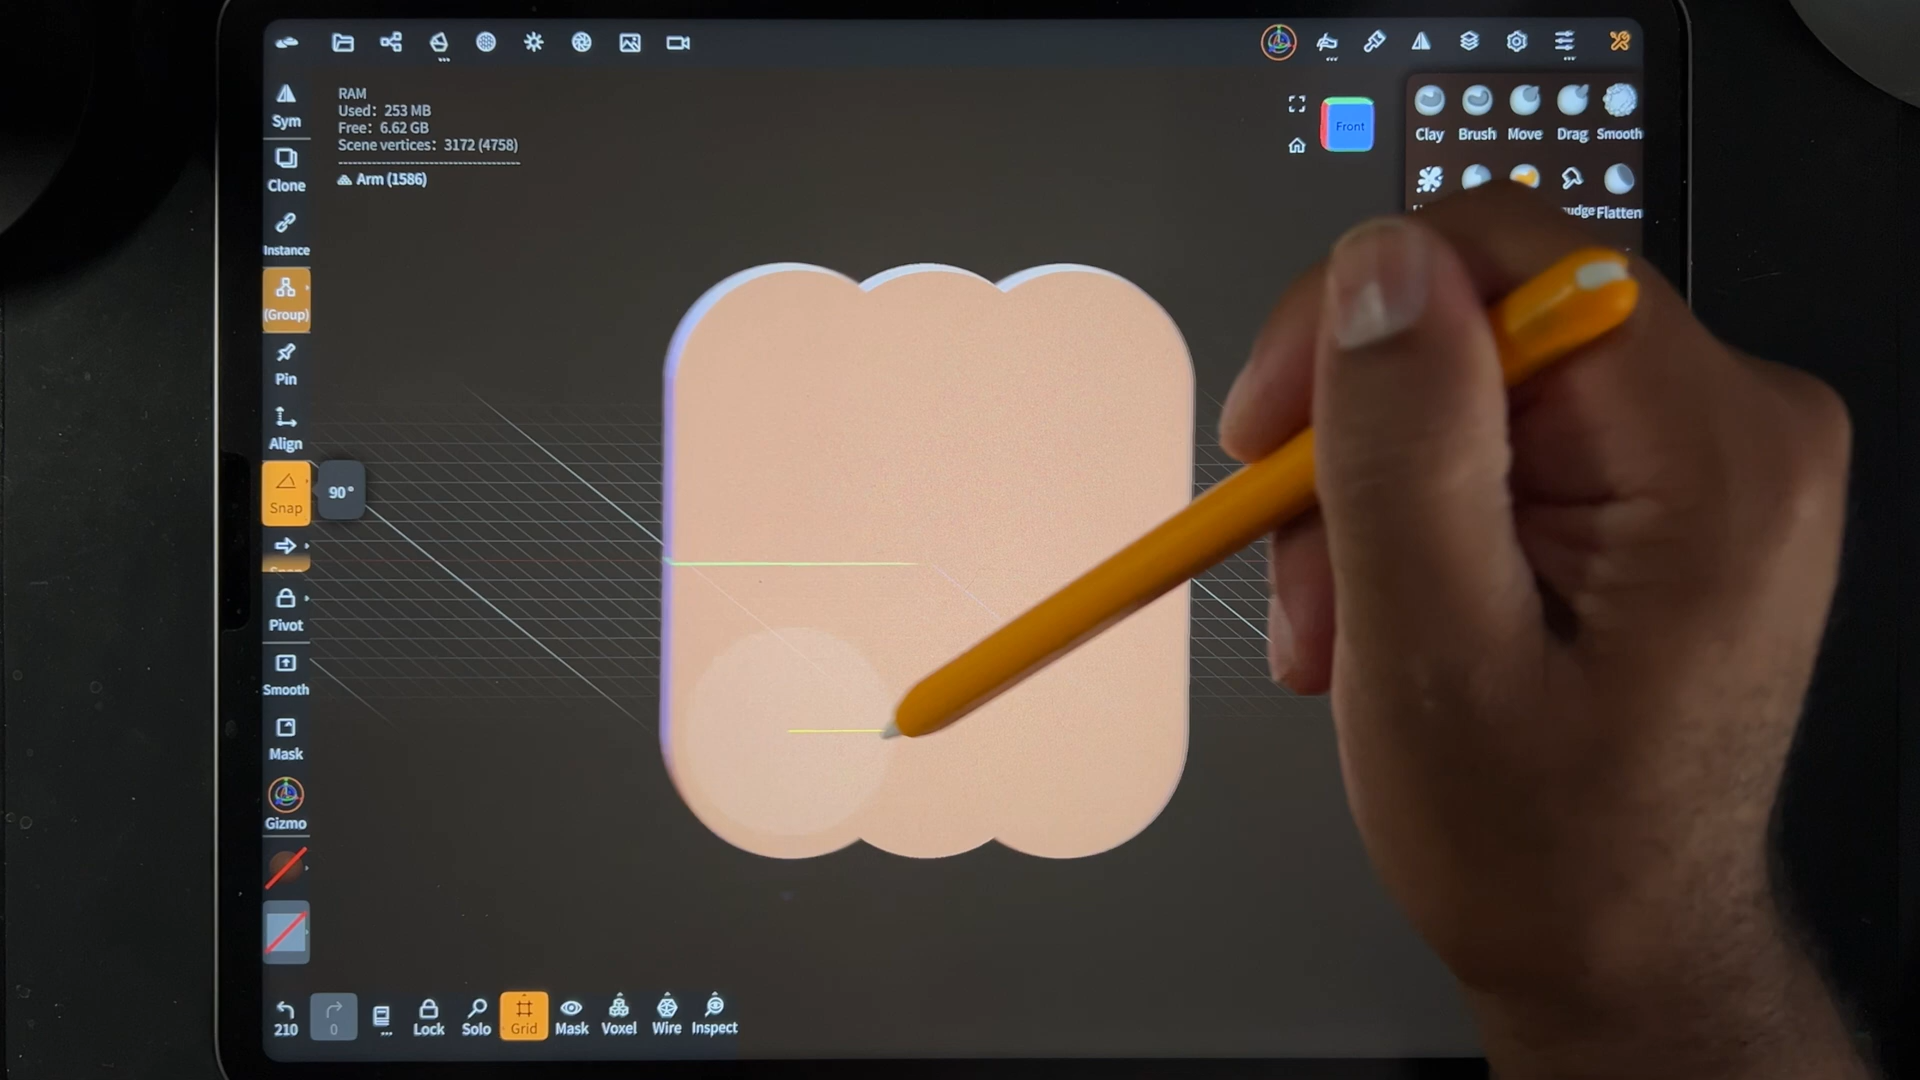 RAM
Used: 253 MB
Free: 6.62 GB
Scene vertices: 3172 (4758)
Arm (1586)
Sym
Clone
Instance
(Group)
Pin
Align
Snap
90°
Pivot
Smooth
Mask
Gizmo
Front
Clay Brush Move Drag Smooth
udge Flatten
210
0
Lock Solo Grid Mask Voxel Wire Inspect